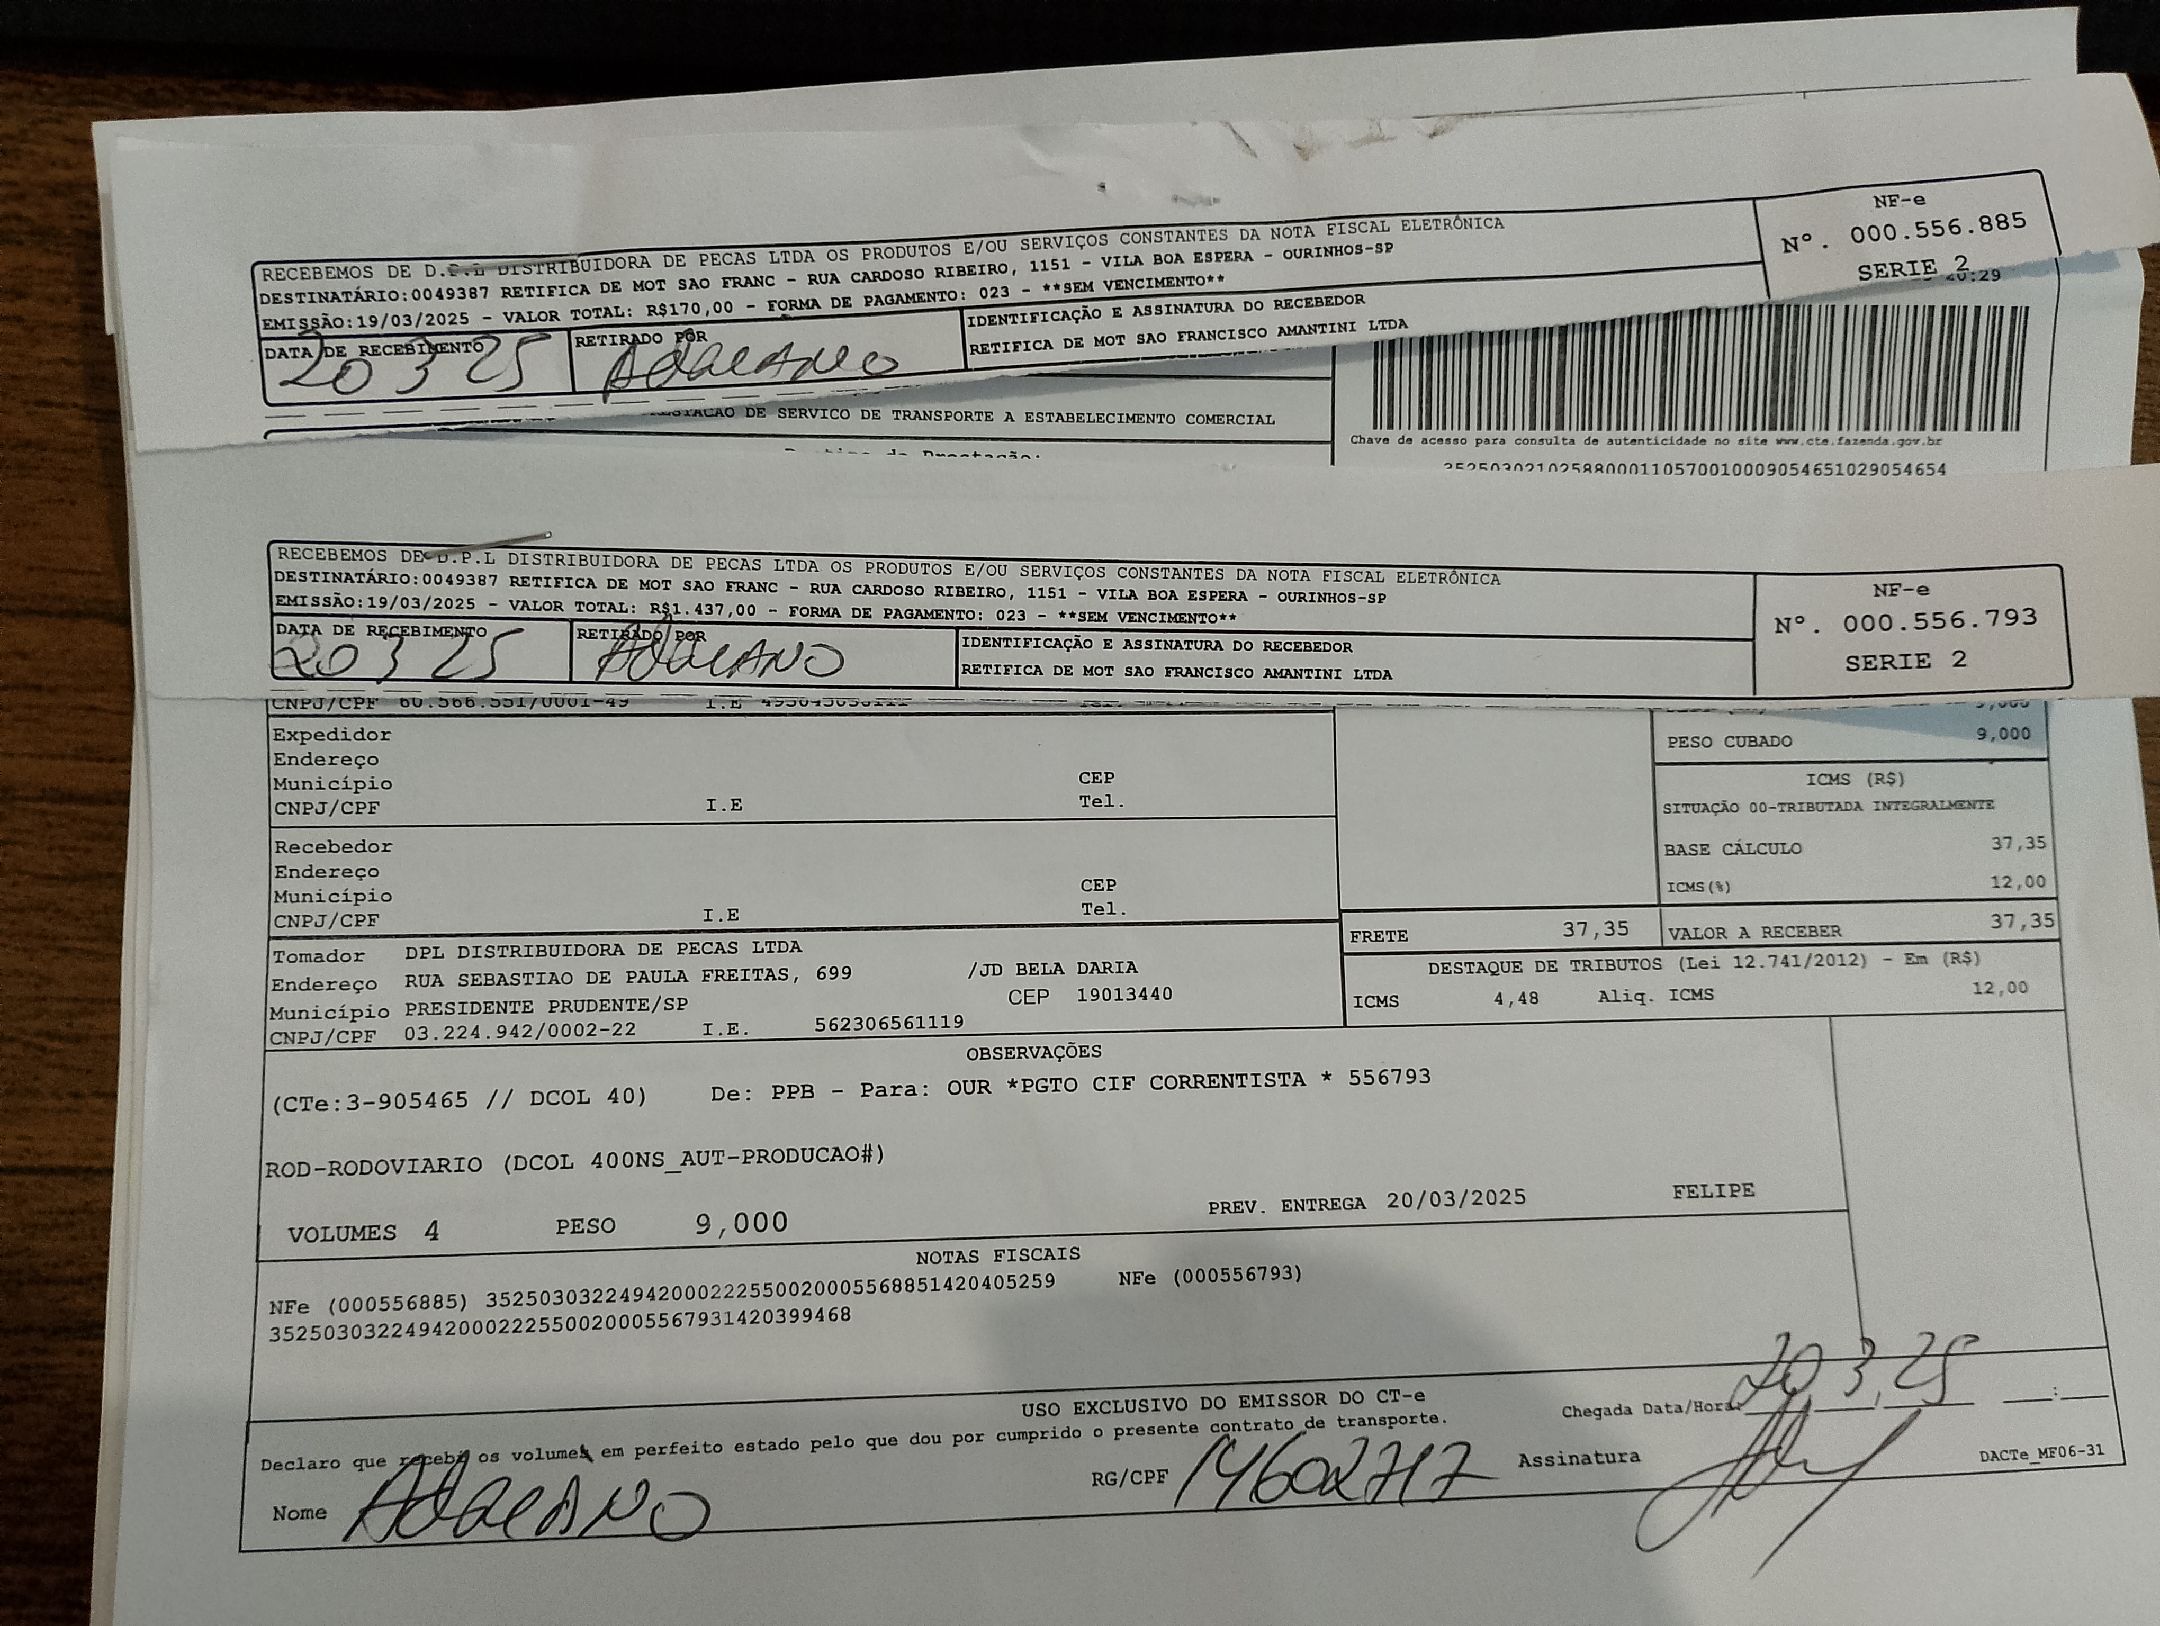 RECEBEMOS DE D.P.L DISTRIBUIDORA DE PECAS LTDA OS PRODUTOS E/OU SERVIÇOS CONSTANTES DA NOTA FISCAL ELETRÔNICA
DESTINATÁRIO:0049387 RETIFICA DE MOT SAO FRANC - RUA CARDOSO RIBEIRO, 1151 - VILA BOA ESPERA - OURINHOS-SP
EMISSÃO:19/03/2025 - VALOR TOTAL: R$170,00 - FORMA DE PAGAMENTO: 023 - **SEM VENCIMENTO**
NF-e
Nº. 000.556.885
SERIE 2
20:29
DATA DE RECEBIMENTO
20 3 25
RETIRADO POR
ADRIANO
IDENTIFICAÇÃO E ASSINATURA DO RECEBEDOR
RETIFICA DE MOT SAO FRANCISCO AMANTINI LTDA
DE SERVICO DE TRANSPORTE A ESTABELECIMENTO COMERCIAL
Chave de acesso para consulta de autenticidade no site www.cte.fazenda.gov.br
35250302102588000110570010009054651029054654
RECEBEMOS DE D.P.L DISTRIBUIDORA DE PECAS LTDA OS PRODUTOS E/OU SERVIÇOS CONSTANTES DA NOTA FISCAL ELETRÔNICA
DESTINATÁRIO:0049387 RETIFICA DE MOT SAO FRANC - RUA CARDOSO RIBEIRO, 1151 - VILA BOA ESPERA - OURINHOS-SP
EMISSÃO:19/03/2025 - VALOR TOTAL: R$1.437,00 - FORMA DE PAGAMENTO: 023 - **SEM VENCIMENTO**
NF-e
Nº. 000.556.793
SERIE 2
DATA DE RECEBIMENTO
20 3 25
RETIRADO POR
ADRIANO
IDENTIFICAÇÃO E ASSINATURA DO RECEBEDOR
RETIFICA DE MOT SAO FRANCISCO AMANTINI LTDA
CNPJ/CPF 60.566.551/0001-49 I.E
Expedidor
Endereço
Município CEP
CNPJ/CPF I.E Tel.
Recebedor
Endereço
Município CEP
CNPJ/CPF I.E Tel.
PESO CUBADO 9,000
ICMS (R$)
SITUAÇÃO 00-TRIBUTADA INTEGRALMENTE
BASE CÁLCULO 37,35
ICMS(%) 12,00
FRETE 37,35 VALOR A RECEBER 37,35
DESTAQUE DE TRIBUTOS (Lei 12.741/2012) - Em (R$)
ICMS 4,48 Aliq. ICMS 12,00
Tomador DPL DISTRIBUIDORA DE PECAS LTDA
Endereço RUA SEBASTIAO DE PAULA FREITAS, 699 /JD BELA DARIA
Município PRESIDENTE PRUDENTE/SP CEP 19013440
CNPJ/CPF 03.224.942/0002-22 I.E. 562306561119
OBSERVAÇÕES
(CTe:3-905465 // DCOL 40) De: PPB - Para: OUR *PGTO CIF CORRENTISTA * 556793
ROD-RODOVIARIO (DCOL 400NS_AUT-PRODUCAO#)
VOLUMES 4 PESO 9,000 PREV. ENTREGA 20/03/2025 FELIPE
NOTAS FISCAIS
NFe (000556885) 35250303224942000222550020005568851420405259 NFe (000556793)
35250303224942000222550020005567931420399468
USO EXCLUSIVO DO EMISSOR DO CT-e
Declaro que recebi os volumes em perfeito estado pelo que dou por cumprido o presente contrato de transporte.
Chegada Data/Hora: 20 3 25 :
Nome ADRIANO RG/CPF 14602717 Assinatura
DACTe_MF06-31